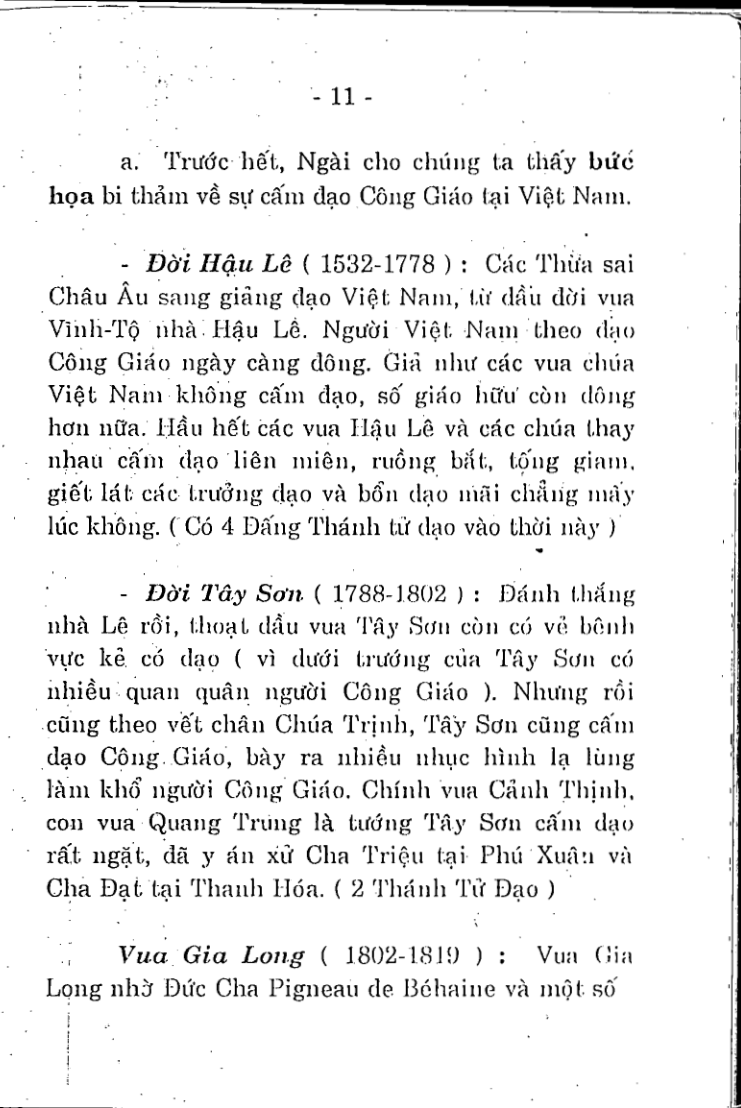 - 11 -
a. Trước hết, Ngài cho chúng ta thấy bức
họa bi thảm về sự cấm đạo Công Giáo tại Việt Nam.
- Đời Hậu Lê ( 1532-1778 ) : Các Thừa sai
Châu Âu sang giảng đạo Việt Nam, từ đầu đời vua
Vĩnh-Tộ nhà Hậu Lê. Người Việt Nam theo đạo
Công Giáo ngày càng đông. Giả như các vua chúa
Việt Nam không cấm đạo, số giáo hữu còn đông
hơn nữa. Hầu hết các vua Hậu Lê và các chúa thay
nhau cấm đạo liên miên, ruồng bắt, tống giam,
giết lát các trưởng đạo và bổn đạo mãi chẳng mấy
lúc không. ( Có 4 Đấng Thánh tử đạo vào thời này )
- Đời Tây Sơn ( 1788-1802 ) : Đánh thắng
nhà Lê rồi, thoạt đầu vua Tây Sơn còn có vẻ bênh
vực kẻ có đạo ( vì dưới trướng của Tây Sơn có
nhiều quan quân người Công Giáo ). Nhưng rồi
cũng theo vết chân Chúa Trịnh, Tây Sơn cũng cấm
đạo Công Giáo, bày ra nhiều nhục hình lạ lùng
làm khổ người Công Giáo. Chính vua Cảnh Thịnh,
con vua Quang Trung là tướng Tây Sơn cấm đạo
rất ngặt, đã y án xử Cha Triệu tại Phú Xuân và
Cha Đạt tại Thanh Hóa. ( 2 Thánh Tử Đạo )
Vua Gia Long ( 1802-1819 ) : Vua Gia
Long nhờ Đức Cha Pigneau de Béhaine và một số